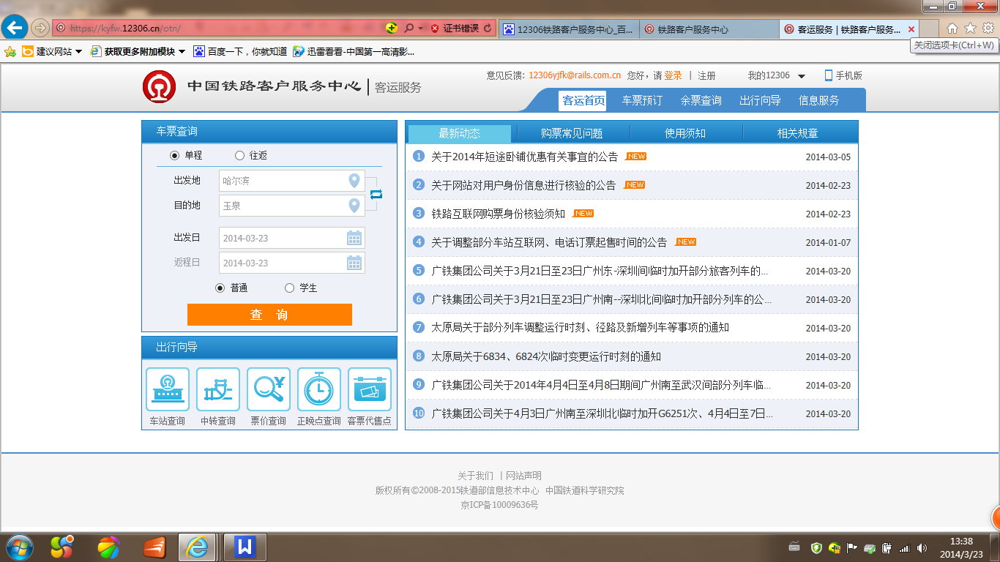 https://kyfw.12306.cn/otn/
证书错误
12306铁路客户服务中心_百...
铁路客户服务中心
客运服务 | 铁路客户服务...
建议网站
获取更多附加模块
百度一下，你就知道
迅雷看看-中国第一高清影...
关闭选项卡(Ctrl+W)
意见反馈: 12306yjfk@rails.com.cn 您好，请 登录 | 注册 我的12306 手机版
中国铁路客户服务中心 | 客运服务
客运首页 车票预订 余票查询 出行向导 信息服务
车票查询
单程 往返
出发地 哈尔滨
目的地 玉泉
出发日 2014-03-23
返程日 2014-03-23
普通 学生
查 询
出行向导
车站查询 中转查询 票价查询 正晚点查询 客票代售点
最新动态 购票常见问题 使用须知 相关规章
1 关于2014年短途卧铺优惠有关事宜的公告 NEW 2014-03-05
2 关于网站对用户身份信息进行核验的公告 NEW 2014-02-23
3 铁路互联网购票身份核验须知 NEW 2014-02-23
4 关于调整部分车站互联网、电话订票起售时间的公告 NEW 2014-01-07
5 广铁集团公司关于3月21日至23日广州东-深圳间临时加开部分旅客列车的... 2014-03-20
6 广铁集团公司关于3月21日至23日广州南--深圳北间临时加开部分列车的公... 2014-03-20
7 太原局关于部分列车调整运行时刻、径路及新增列车等事项的通知 2014-03-20
8 太原局关于6834、6824次临时变更运行时刻的通知 2014-03-20
9 广铁集团公司关于2014年4月4日至4月8日期间广州南至武汉间部分列车临... 2014-03-20
10 广铁集团公司关于4月3日广州南至深圳北临时加开G6251次、4月4日至7日... 2014-03-20
关于我们 | 网站声明
版权所有©2008-2015铁道部信息技术中心 中国铁道科学研究院
京ICP备10009636号
13:38
2014/3/23